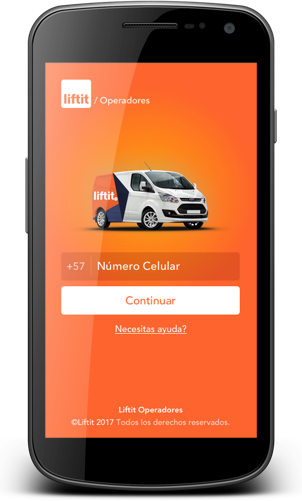 liftit / Operadores
liftit.
+57 Número Celular
Continuar
Necesitas ayuda?
Liftit Operadores
©Liftit 2017 Todos los derechos reservados.